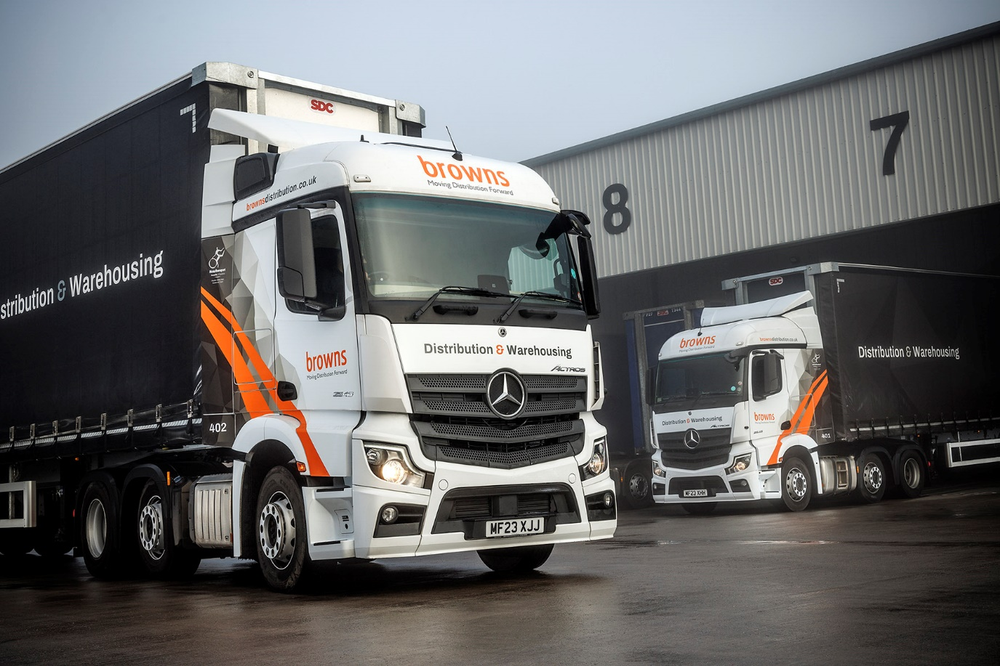 SDC
browns
Moving Distribution Forward
brownsdistribution.co.uk
stribution & Warehousing
Distribution & Warehousing
ACTROS
browns
Moving Distribution Forward
2545
402
MF23 XJJ
8
7
SDC
browns
Moving Distribution Forward
brownsdistribution.co.uk
Distribution & Warehousing
Distribution & Warehousing
ACTROS
browns
401
MF23 XHH